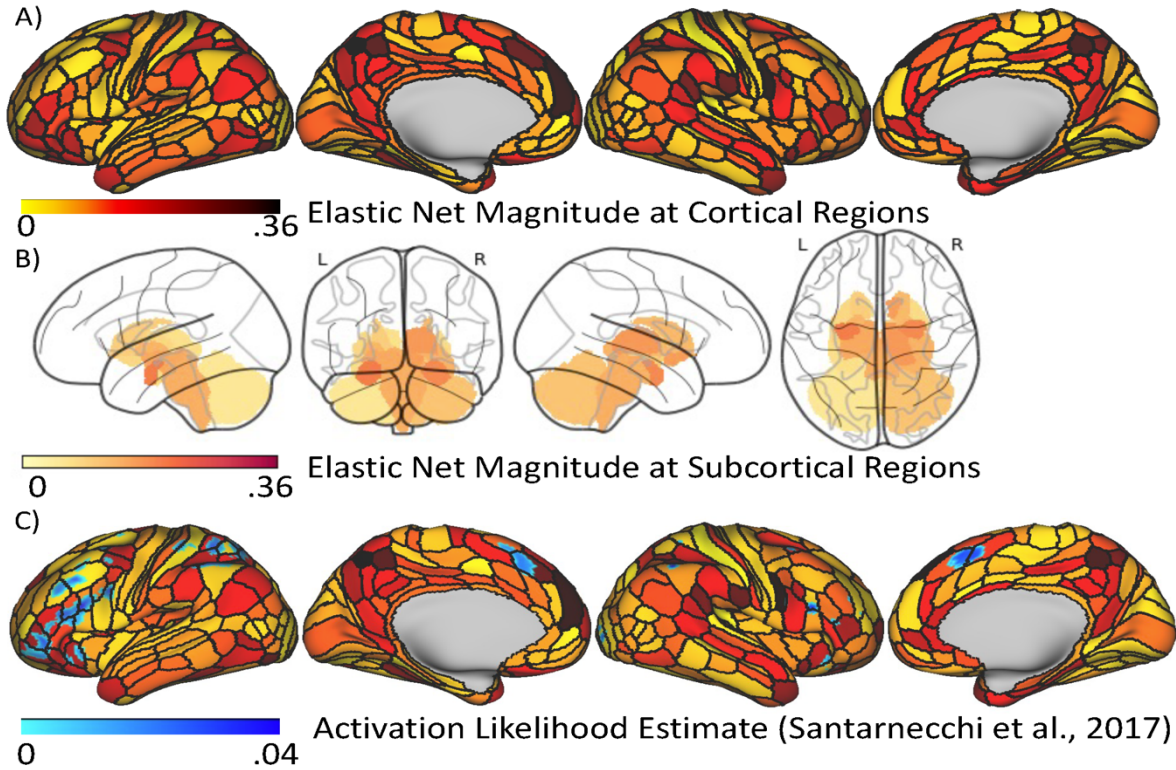 A)
0 .36 Elastic Net Magnitude at Cortical Regions
B)
L R L R
0 .36 Elastic Net Magnitude at Subcortical Regions
C)
0 .04 Activation Likelihood Estimate (Santarnecchi et al., 2017)